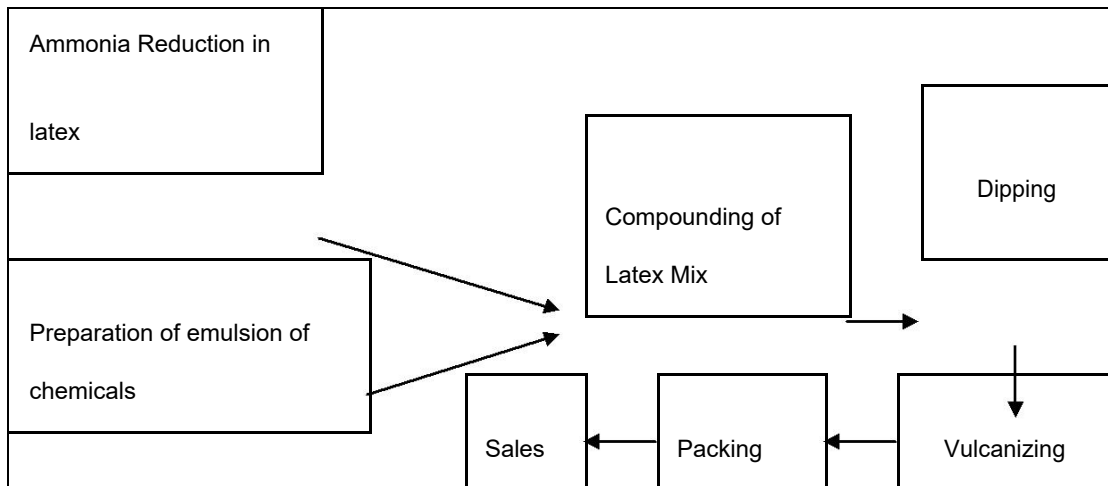 Ammonia Reduction in
latex
Preparation of emulsion of
chemicals
Compounding of
Latex Mix
Dipping
Vulcanizing
Packing
Sales